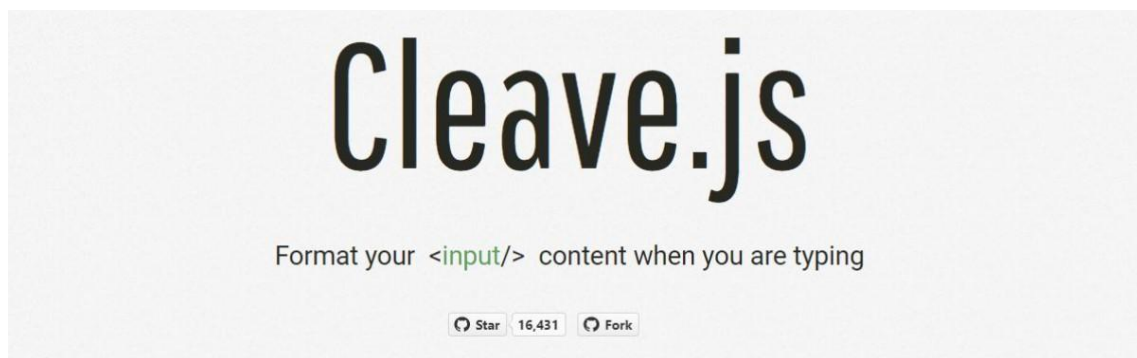 Cleave.js
Format your <input/> content when you are typing
Star 16,431 Fork